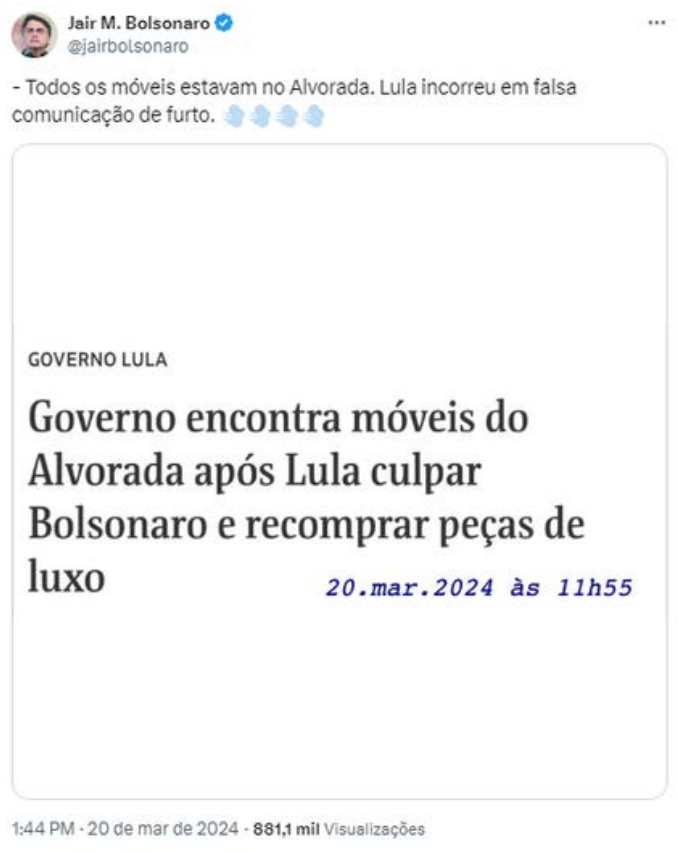 Jair M. Bolsonaro
@jairbolsonaro
- Todos os móveis estavam no Alvorada. Lula incorreu em falsa
comunicação de furto. 💨💨💨💨
GOVERNO LULA
Governo encontra móveis do
Alvorada após Lula culpar
Bolsonaro e recomprar peças de
luxo
20.mar.2024 às 11h55
1:44 PM · 20 de mar de 2024 · 881,1 mil Visualizações